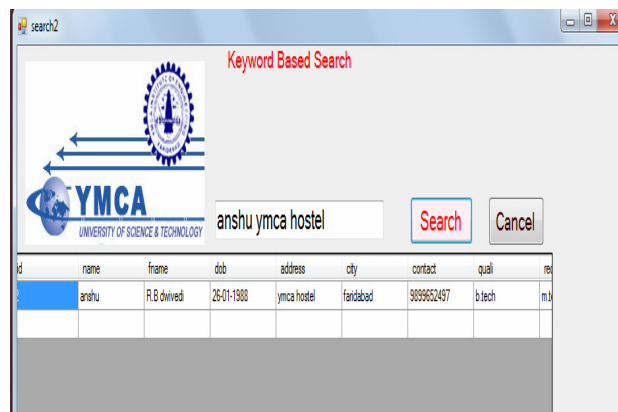 search2
Keyword Based Search
YMCA
UNIVERSITY OF SCIENCE & TECHNOLOGY
anshu ymca hostel Search Cancel
id name fname dob address city contact quali
anshu R.B dwivedi 26-01-1988 ymca hostel faridabad 9899652497 b.tech